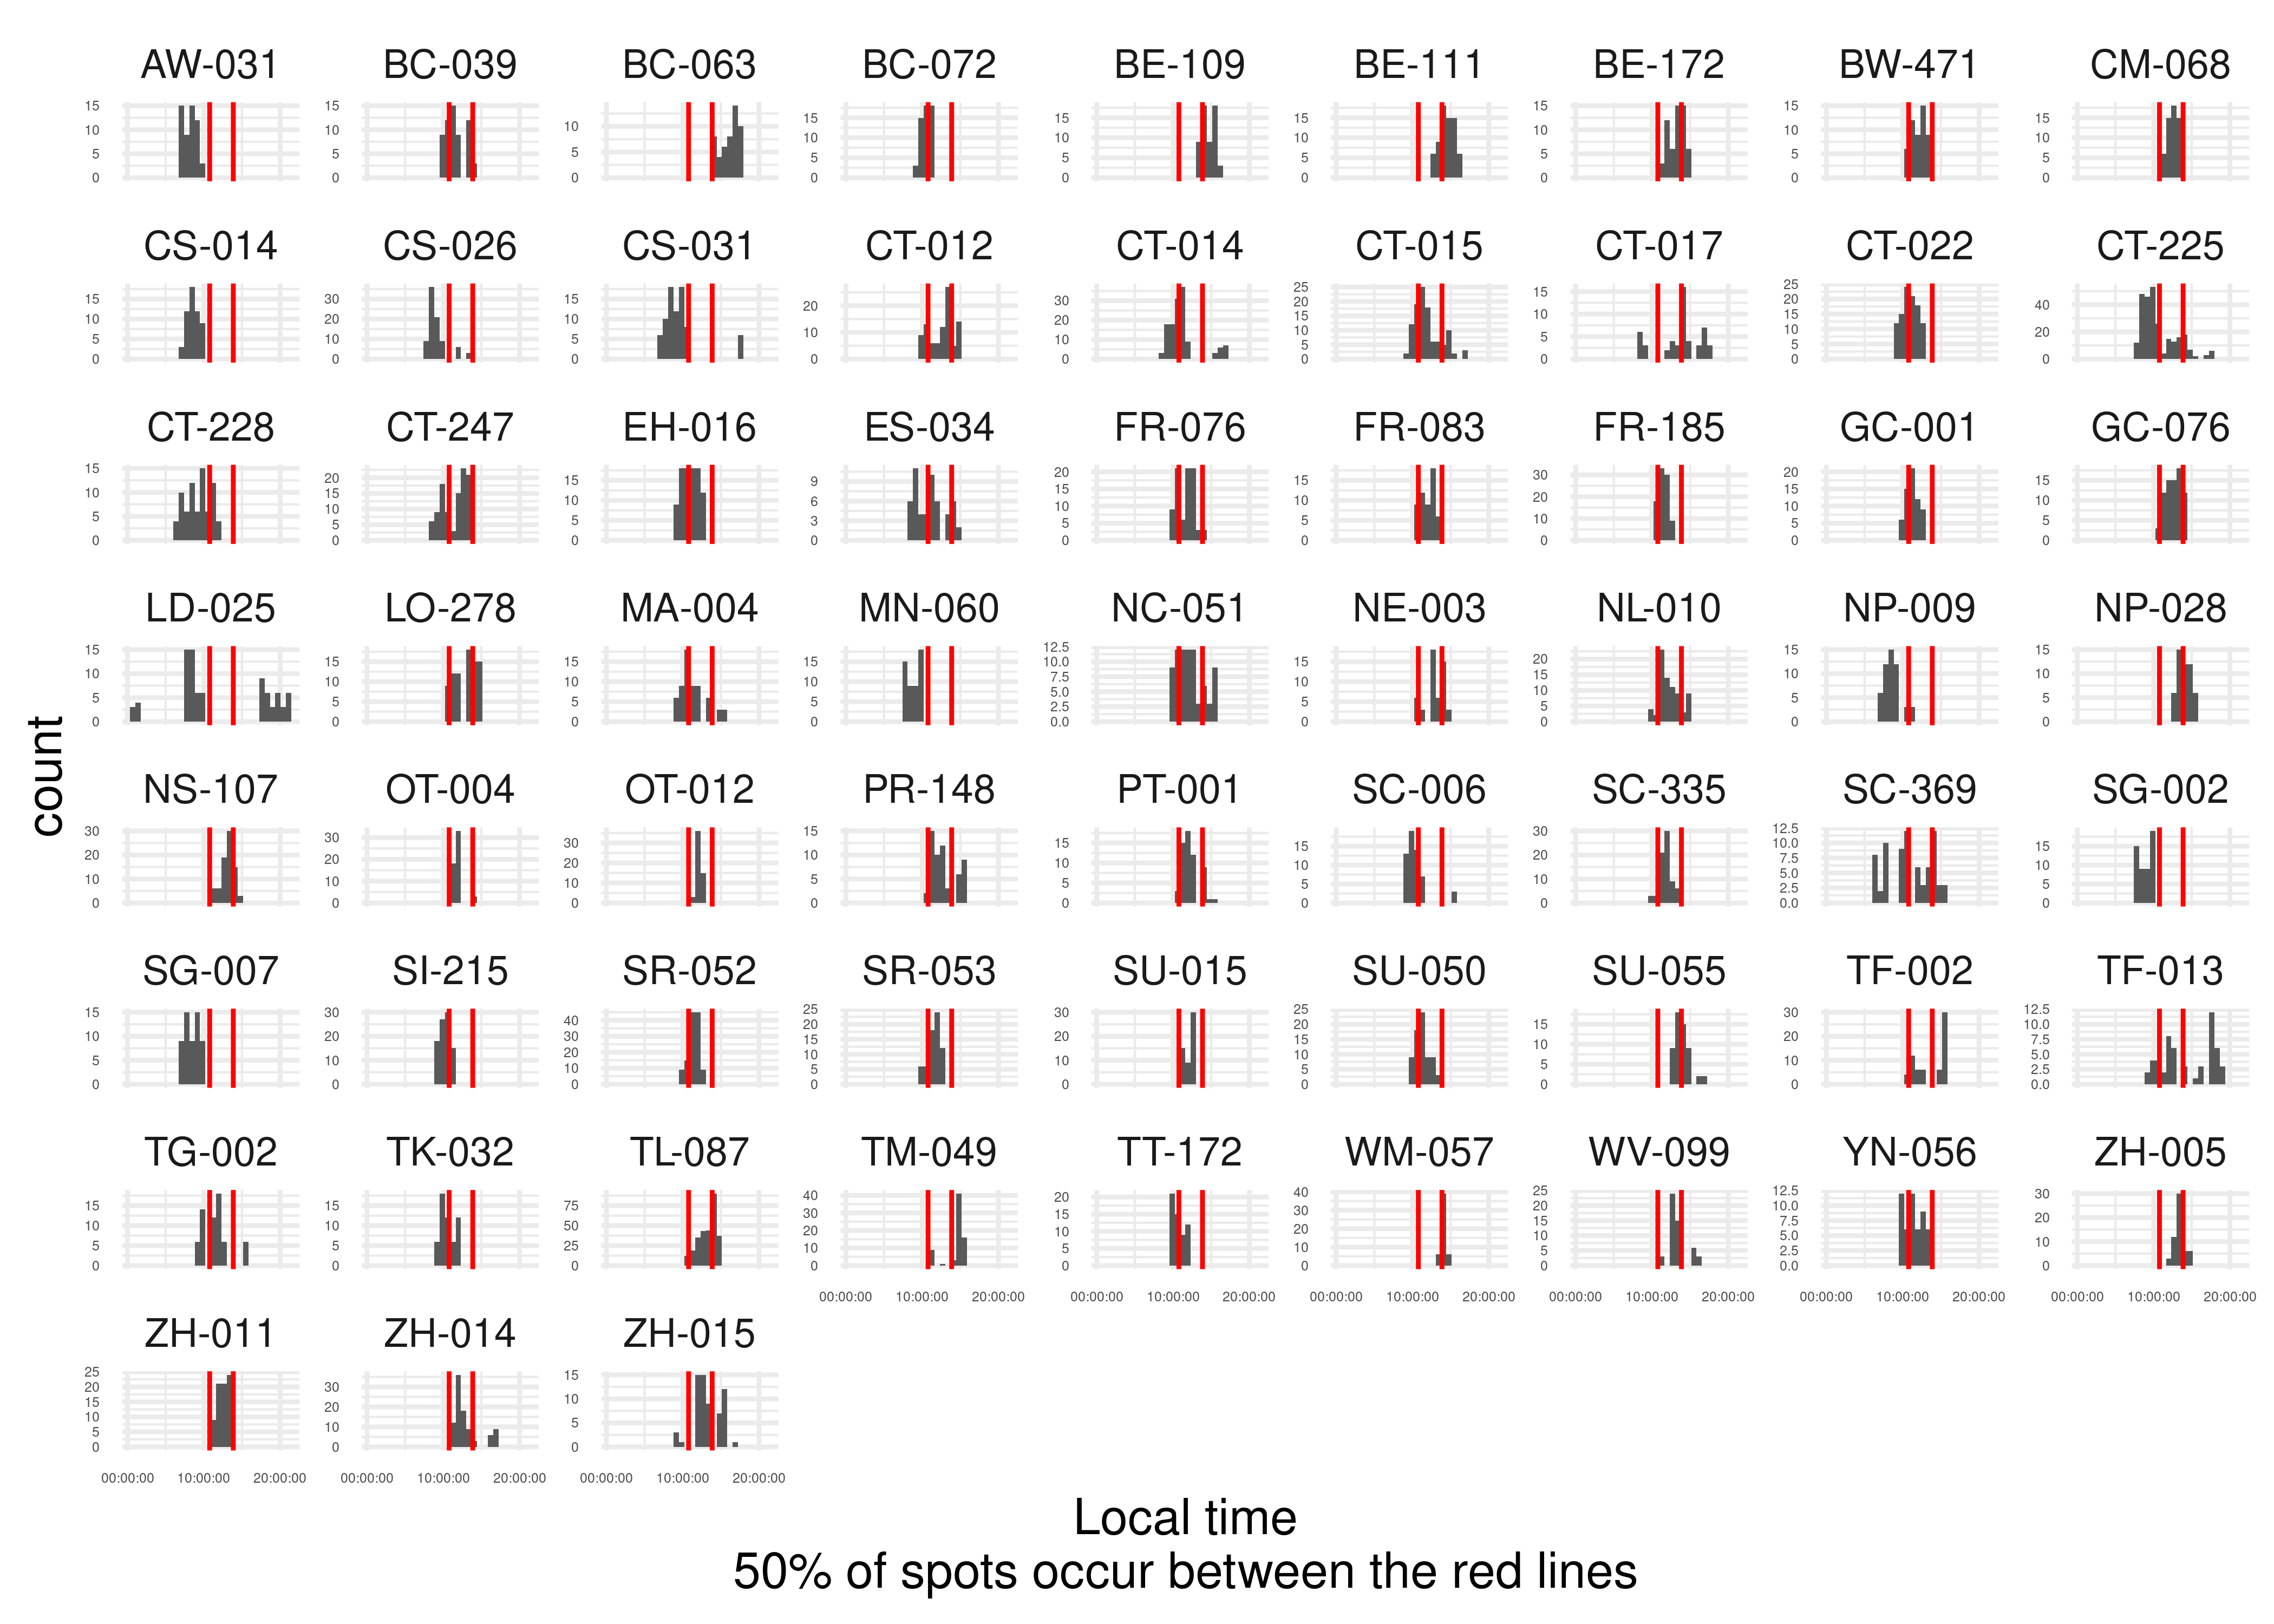 AW-031 BC-039 BC-063 BC-072 BE-109 BE-111 BE-172 BW-471 CM-068
15 10 5 0 15 10 5 0 10 5 0 15 10 5 0 15 10 5 0 15 10 5 0 15 10 5 0 15 10 5 0 15 10 5 0
CS-014 CS-026 CS-031 CT-012 CT-014 CT-015 CT-017 CT-022 CT-225
15 10 5 0 30 20 10 0 15 10 5 0 20 10 0 30 20 10 0 25 20 15 10 5 0 15 10 5 0 25 20 15 10 5 0 40 20 0
CT-228 CT-247 EH-016 ES-034 FR-076 FR-083 FR-185 GC-001 GC-076
15 10 5 0 20 15 10 5 0 15 10 5 0 9 6 3 0 20 15 10 5 0 15 10 5 0 30 20 10 0 20 15 10 5 0 15 10 5 0
LD-025 LO-278 MA-004 MN-060 NC-051 NE-003 NL-010 NP-009 NP-028
15 10 5 0 15 10 5 0 15 10 5 0 15 10 5 0 12.5 10.0 7.5 5.0 2.5 0.0 15 10 5 0 20 15 10 5 0 15 10 5 0 15 10 5 0
count
NS-107 OT-004 OT-012 PR-148 PT-001 SC-006 SC-335 SC-369 SG-002
30 20 10 0 30 20 10 0 30 20 10 0 15 10 5 0 15 10 5 0 15 10 5 0 30 20 10 0 12.5 10.0 7.5 5.0 2.5 0.0 15 10 5 0
SG-007 SI-215 SR-052 SR-053 SU-015 SU-050 SU-055 TF-002 TF-013
15 10 5 0 30 20 10 0 40 30 20 10 0 25 20 15 10 5 0 30 20 10 0 25 20 15 10 5 0 15 10 5 0 30 20 10 0 12.5 10.0 7.5 5.0 2.5 0.0
TG-002 TK-032 TL-087 TM-049 TT-172 WM-057 WV-099 YN-056 ZH-005
15 10 5 0 15 10 5 0 75 50 25 0 40 30 20 10 0 20 15 10 5 0 40 30 20 10 0 25 20 15 10 5 0 12.5 10.0 7.5 5.0 2.5 0.0 30 20 10 0
00:00:00 10:00:00 20:00:00 00:00:00 10:00:00 20:00:00 00:00:00 10:00:00 20:00:00 00:00:00 10:00:00 20:00:00 00:00:00 10:00:00 20:00:00 00:00:00 10:00:00 20:00:00
ZH-011 ZH-014 ZH-015
25 20 15 10 5 0 30 20 10 0 15 10 5 0
00:00:00 10:00:00 20:00:00 00:00:00 10:00:00 20:00:00 00:00:00 10:00:00 20:00:00
Local time
50% of spots occur between the red lines